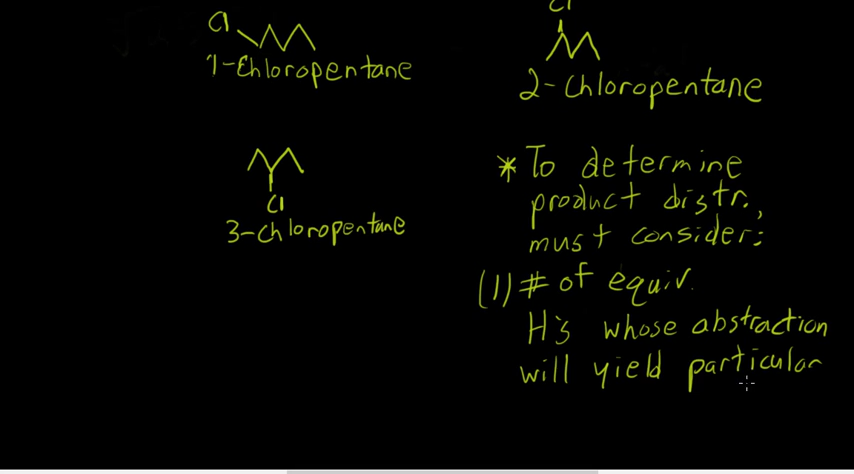 Cl
Cl
1-Chloropentane
2-Chloropentane
Cl
3-chloropentane
* To determine
product distr.,
must consider:
(1) # of equiv.
H's whose abstraction
will yield particular